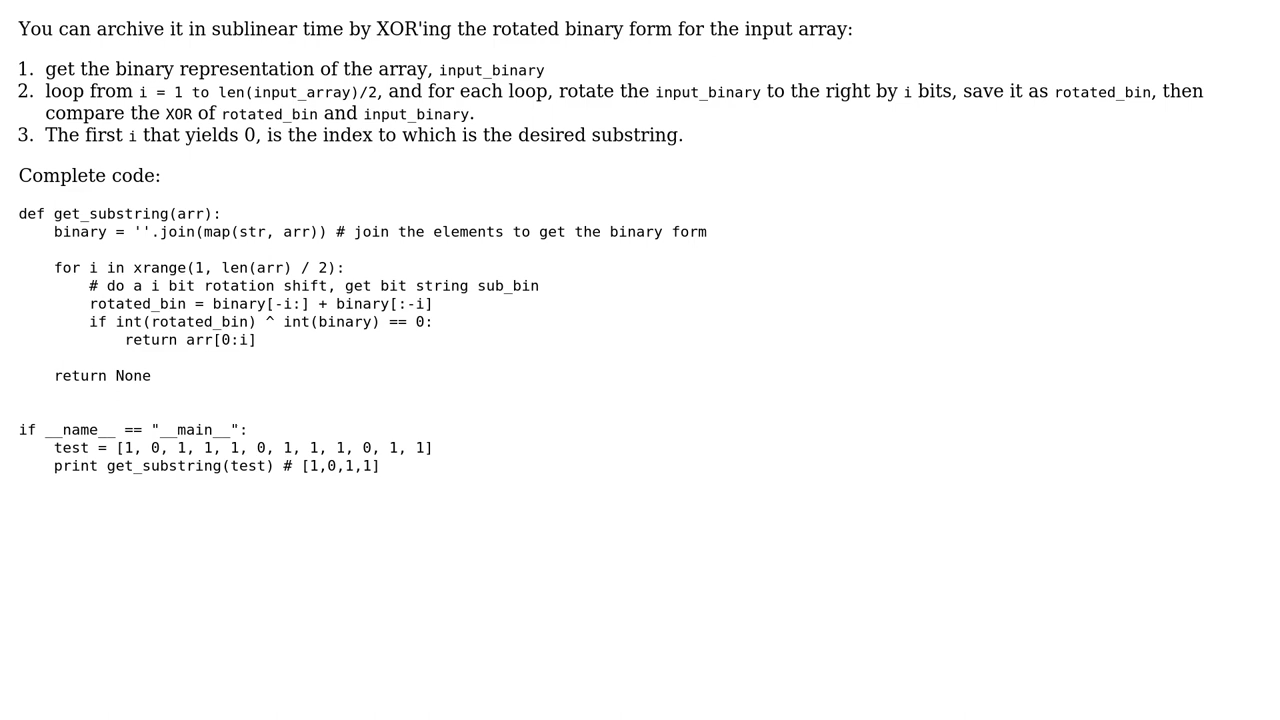 You can archive it in sublinear time by XOR'ing the rotated binary form for the input array:
1. get the binary representation of the array, input_binary
2. loop from i = 1 to len(input_array)/2, and for each loop, rotate the input_binary to the right by i bits, save it as rotated_bin, then
compare the XOR of rotated_bin and input_binary.
3. The first i that yields 0, is the index to which is the desired substring.
Complete code:
def get_substring(arr):
    binary = ''.join(map(str, arr)) # join the elements to get the binary form
    for i in xrange(1, len(arr) / 2):
        # do a i bit rotation shift, get bit string sub_bin
        rotated_bin = binary[-i:] + binary[:-i]
        if int(rotated_bin) ^ int(binary) == 0:
            return arr[0:i]
    return None
if __name__ == "__main__":
    test = [1, 0, 1, 1, 1, 0, 1, 1, 1, 0, 1, 1]
    print get_substring(test) # [1,0,1,1]